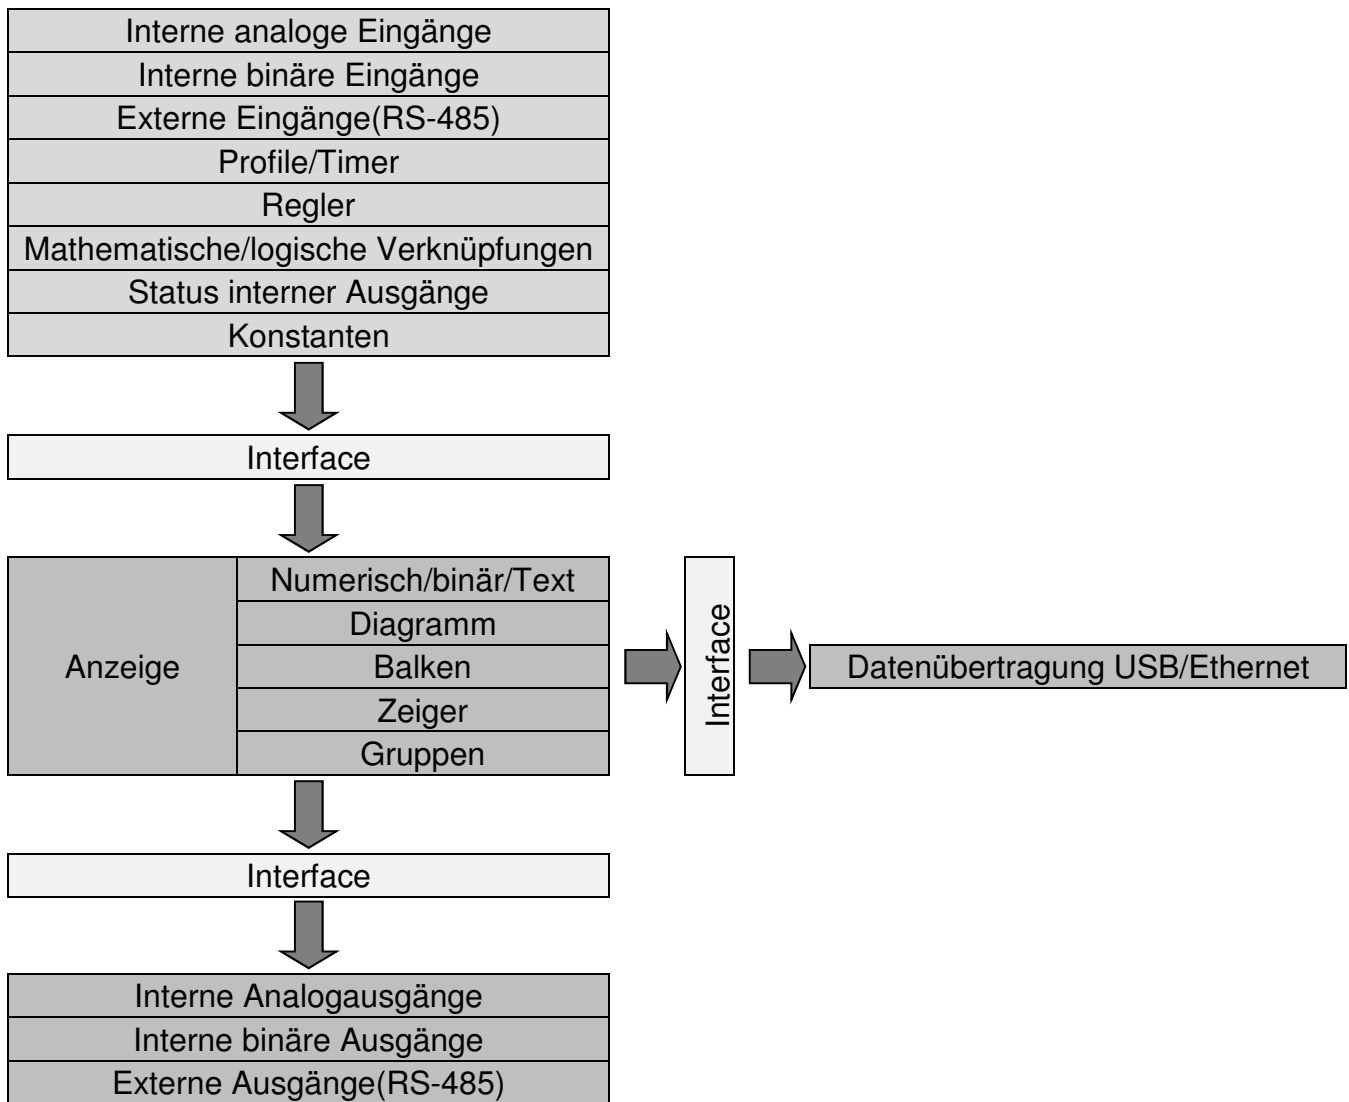 Interne analoge Eingänge
Interne binäre Eingänge
Externe Eingänge(RS-485)
Profile/Timer
Regler
Mathematische/logische Verknüpfungen
Status interner Ausgänge
Konstanten
Interface
Anzeige
Numerisch/binär/Text
Diagramm
Balken
Zeiger
Gruppen
Interface
Datenübertragung USB/Ethernet
Interface
Interne Analogausgänge
Interne binäre Ausgänge
Externe Ausgänge(RS-485)